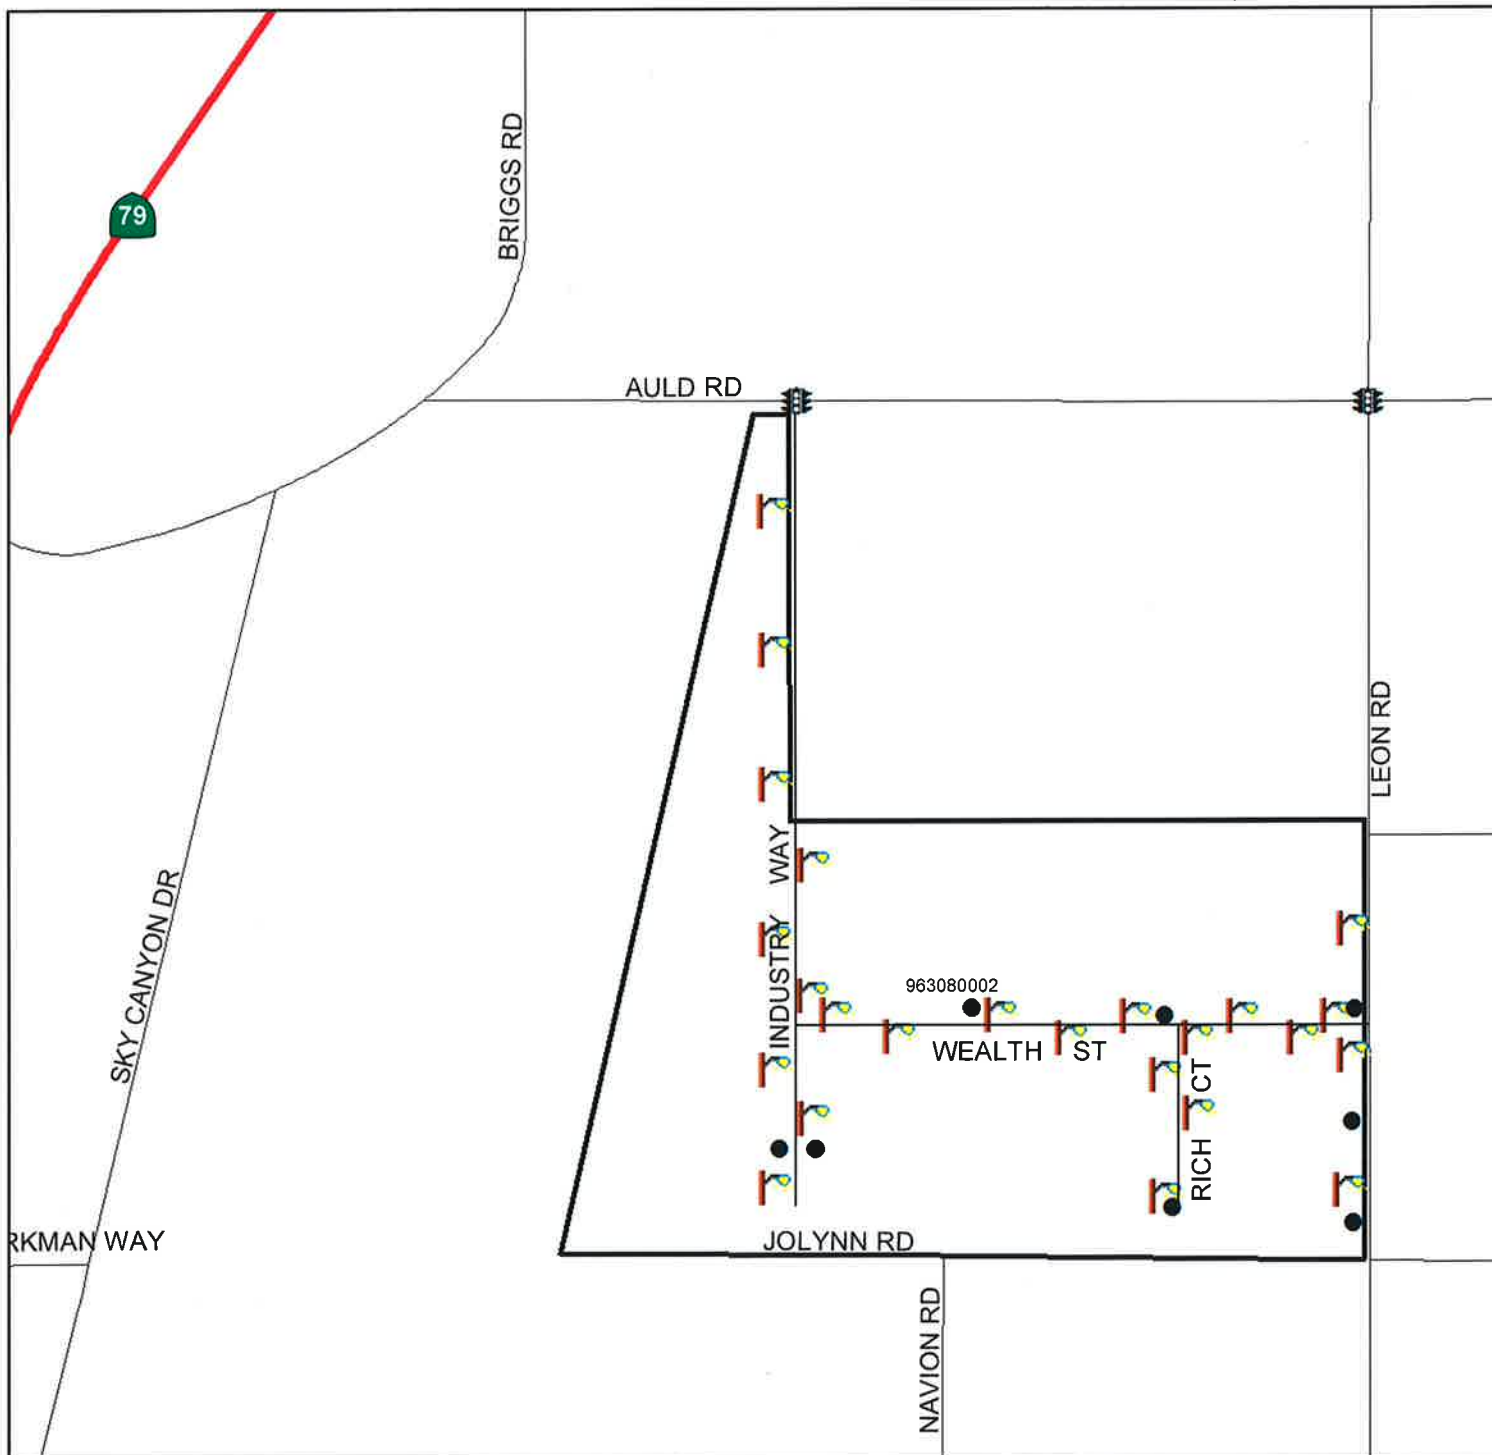 79
BRIGGS RD
AULD RD
LEON RD
INDUSTRY WAY
SKY CANYON DR
963080002
WEALTH ST
RICH CT
RKMAN WAY
JOLYNN RD
NAVION RD